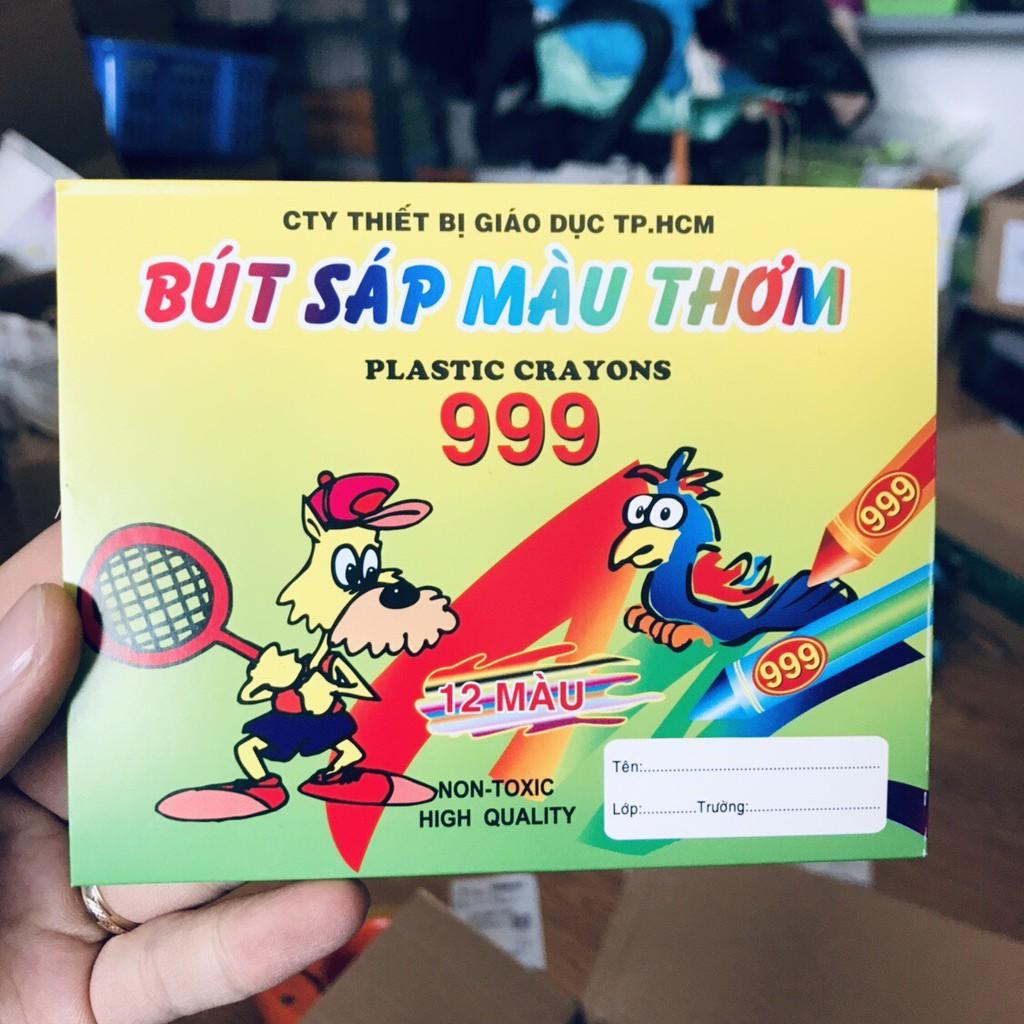 CTY THIẾT BỊ GIÁO DỤC TP.HCM
BÚT SÁP MÀU THƠM
PLASTIC CRAYONS
999
999
999
12 MÀU
NON-TOXIC
HIGH QUALITY
Tên:
Lớp:............Trường: